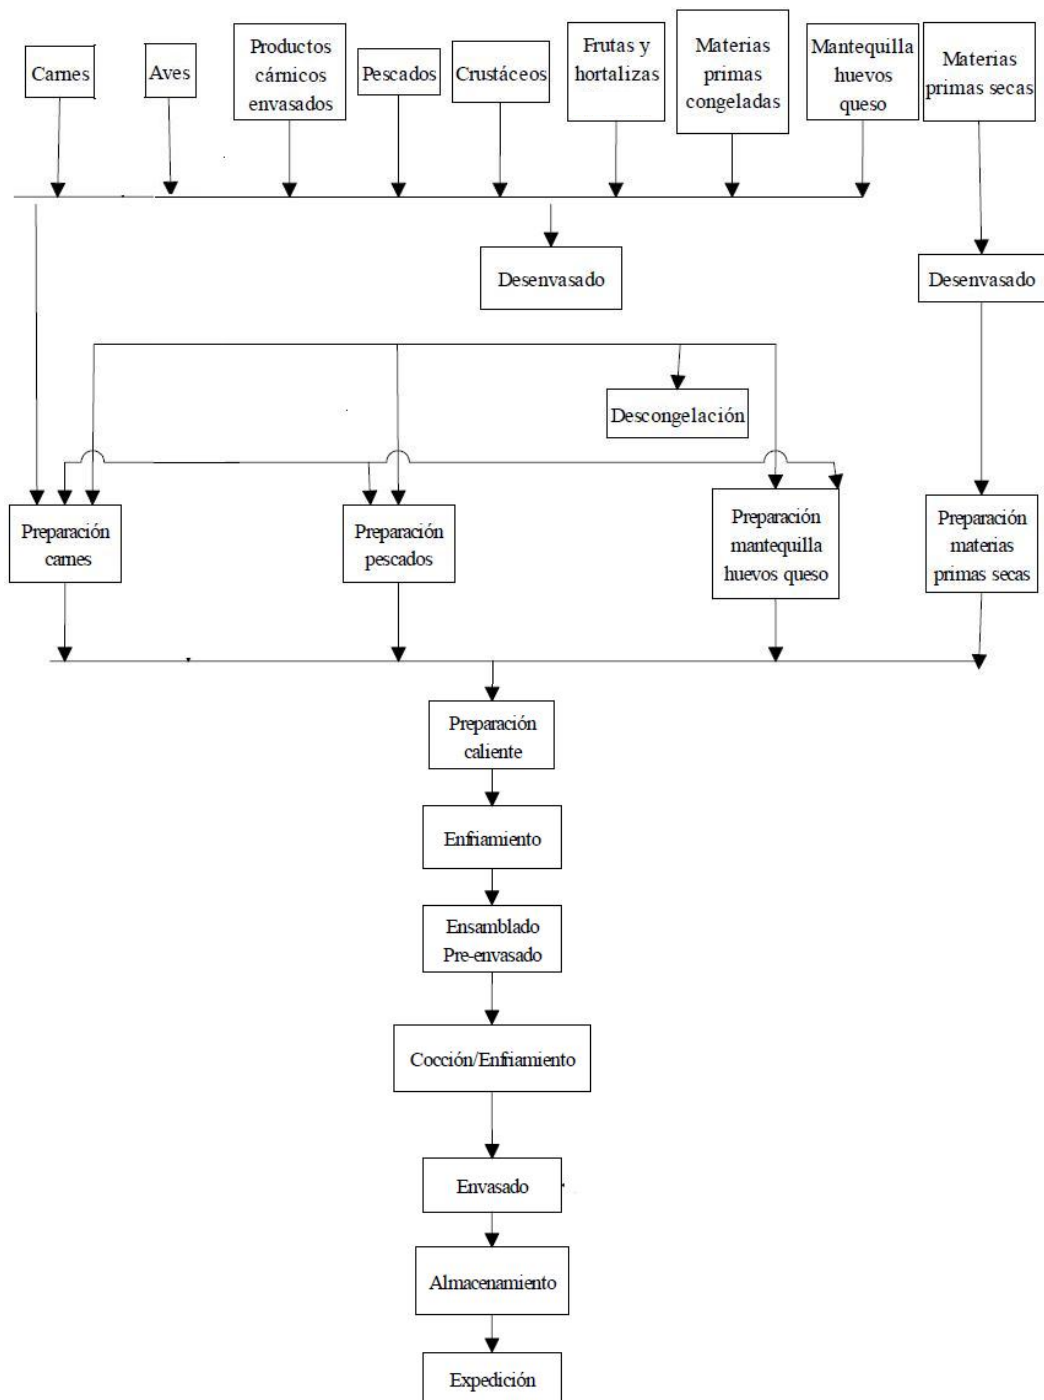 Carnes
Aves
Productos
cárnicos
envasados
Pescados
Crustáceos
Frutas y
hortalizas
Materias
primas
congeladas
Mantequilla
huevos
queso
Materias
primas secas
Desenvasado
Desenvasado
Descongelación
Preparación
carnes
Preparación
pescados
Preparación
mantequilla
huevos queso
Preparación
materias
primas secas
Preparación
caliente
Enfriamiento
Ensamblado
Pre-envasado
Cocción/Enfriamiento
Envasado
Almacenamiento
Expedición